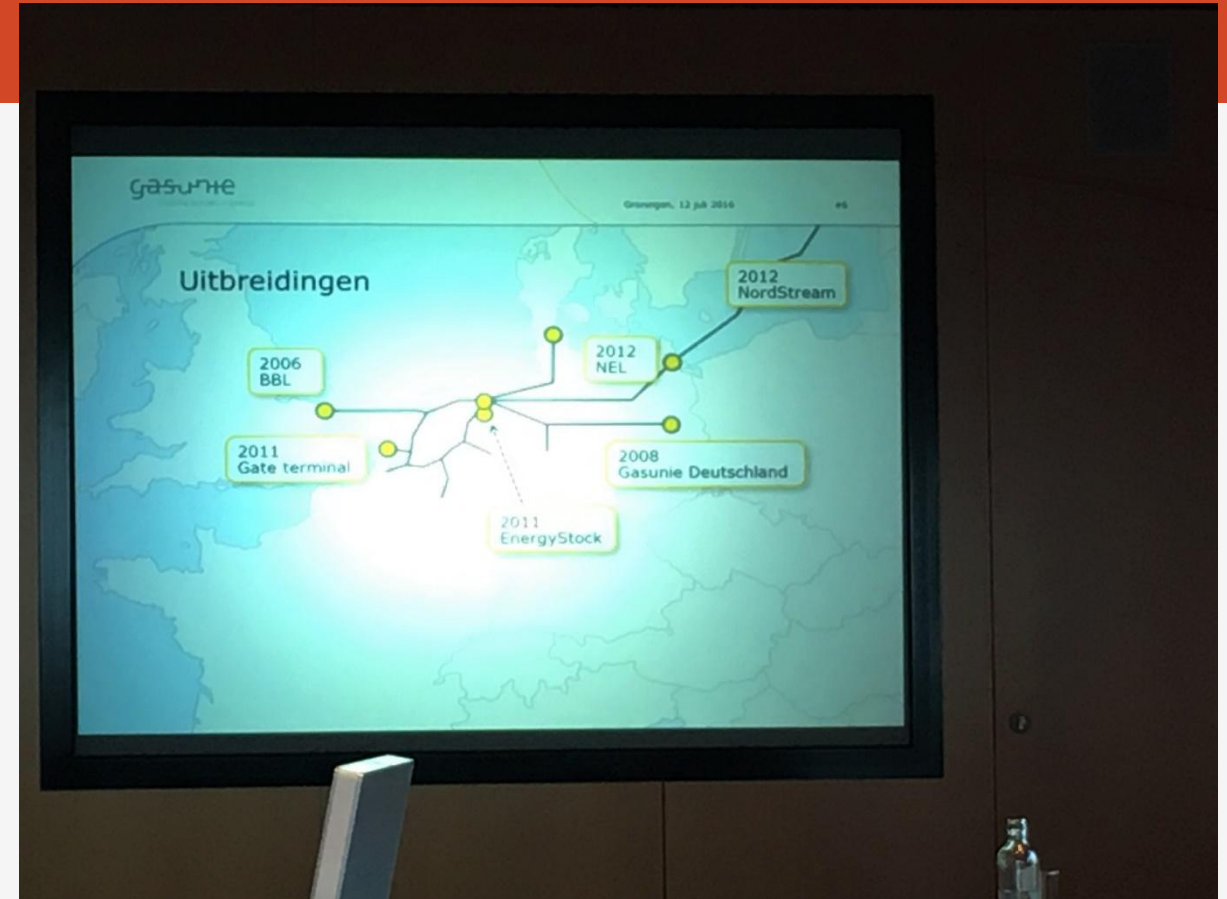 gasunie
Groningen, 12 juli 2016
#6
Uitbreidingen
2012
NordStream
2012
NEL
2006
BBL
2011
Gate terminal
2008
Gasunie Deutschland
2011
EnergyStock